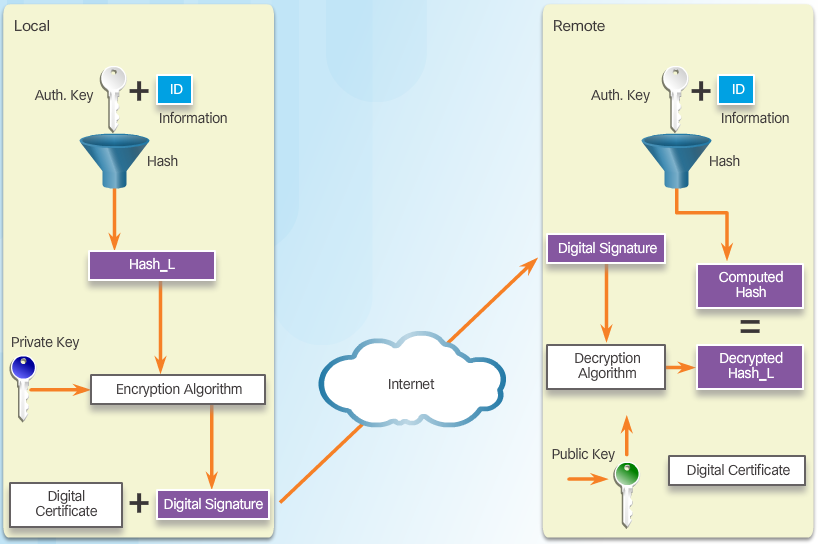 Local
Auth. Key
+
ID
Information
Hash
Hash_L
Private Key
Encryption Algorithm
Digital
Certificate
+
Digital Signature
Internet
Remote
Auth. Key
+
ID
Information
Hash
Digital Signature
Computed
Hash
=
Decryption
Algorithm
Decrypted
Hash_L
Public Key
Digital Certificate